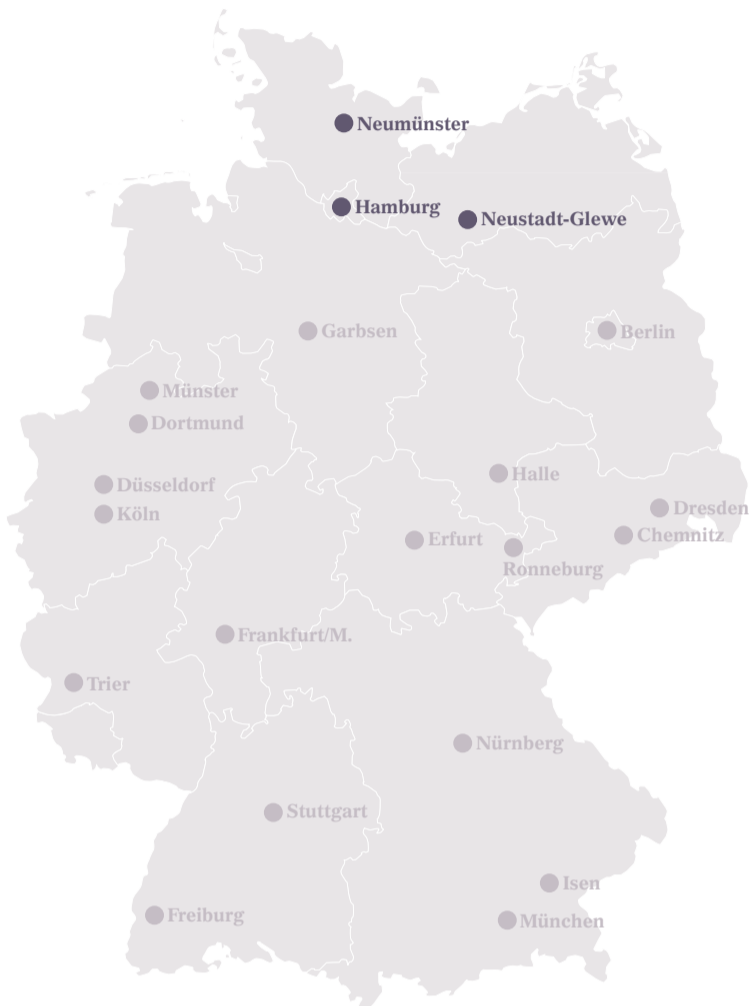 Neumünster
Hamburg
Neustadt-Glewe
Garbsen
Berlin
Münster
Dortmund
Halle
Düsseldorf
Dresden
Köln
Chemnitz
Erfurt
Ronneburg
Frankfurt/M.
Trier
Nürnberg
Stuttgart
Isen
Freiburg
München